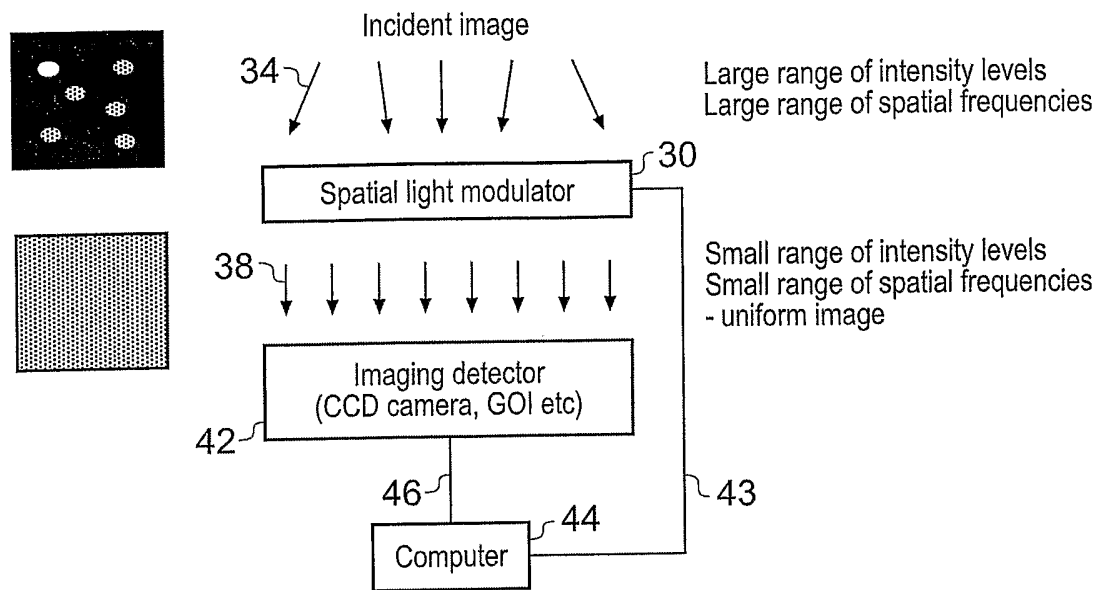 Incident image
34
Large range of intensity levels
Large range of spatial frequencies
30
Spatial light modulator
38
Small range of intensity levels
Small range of spatial frequencies
- uniform image
Imaging detector
(CCD camera, GOI etc)
42
46
43
44
Computer